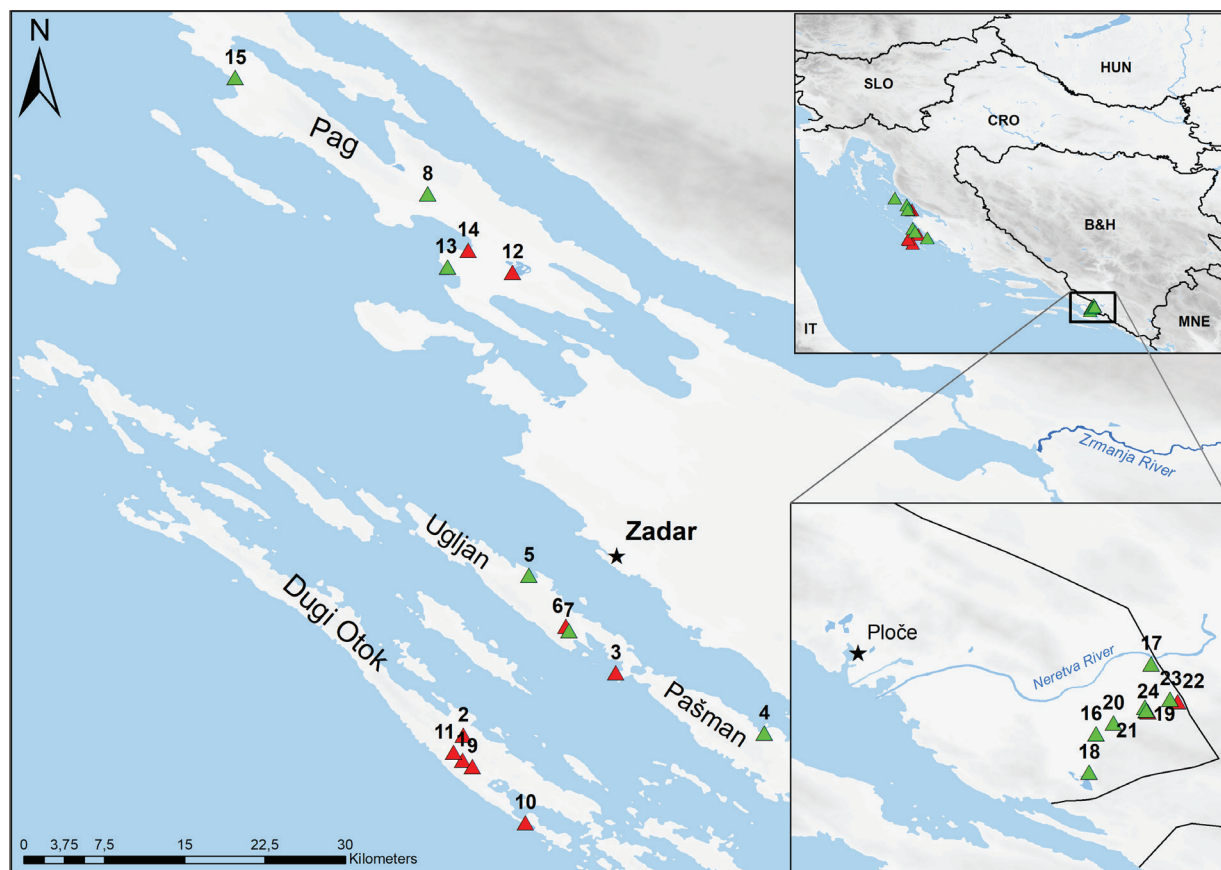 N
15
Pag
8
14
13
12
SLO
HUN
CRO
B&H
IT
MNE
Zrmanja River
Zadar
Ugljan
5
6
7
3
Dugi Otok
Pašman
4
2
11
1
9
10
Ploče
Neretva River
17
23
22
24
19
20
16
21
18
0 3,75 7,5 15 22,5 30
Kilometers